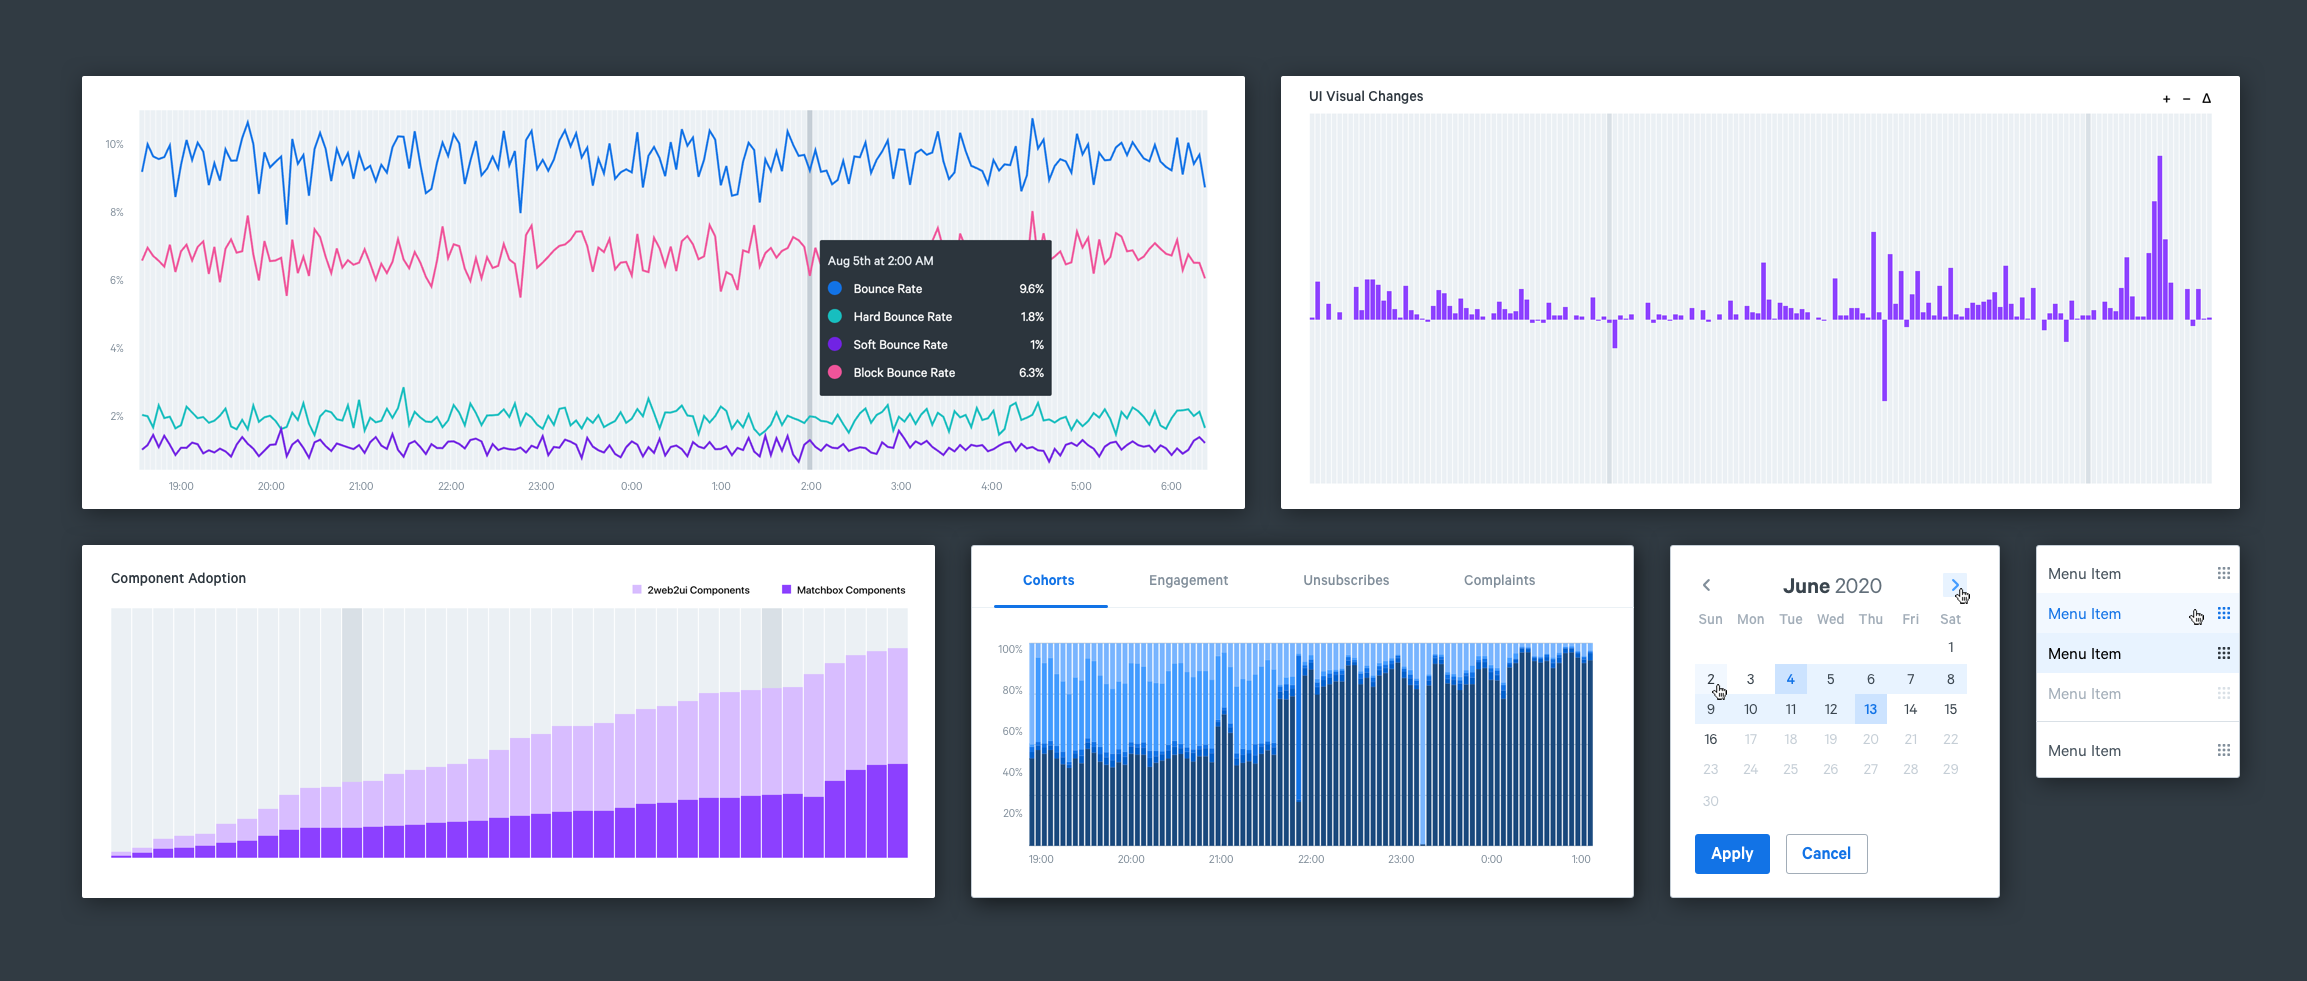 10%
8%
6%
4%
2%
Aug 5th at 2:00 AM
Bounce Rate 9.6%
Hard Bounce Rate 1.8%
Soft Bounce Rate 1%
Block Bounce Rate 6.3%
19:00 20:00 21:00 22:00 23:00 0:00 1:00 2:00 3:00 4:00 5:00 6:00
UI Visual Changes + − Δ
Component Adoption
2web2ui Components Matchbox Components
Cohorts Engagement Unsubscribes Complaints
100%
80%
60%
40%
20%
19:00 20:00 21:00 22:00 23:00 0:00 1:00
June 2020
Sun Mon Tue Wed Thu Fri Sat
1
2 3 4 5 6 7 8
9 10 11 12 13 14 15
16 17 18 19 20 21 22
23 24 25 26 27 28 29
30
Apply Cancel
Menu Item
Menu Item
Menu Item
Menu Item
Menu Item